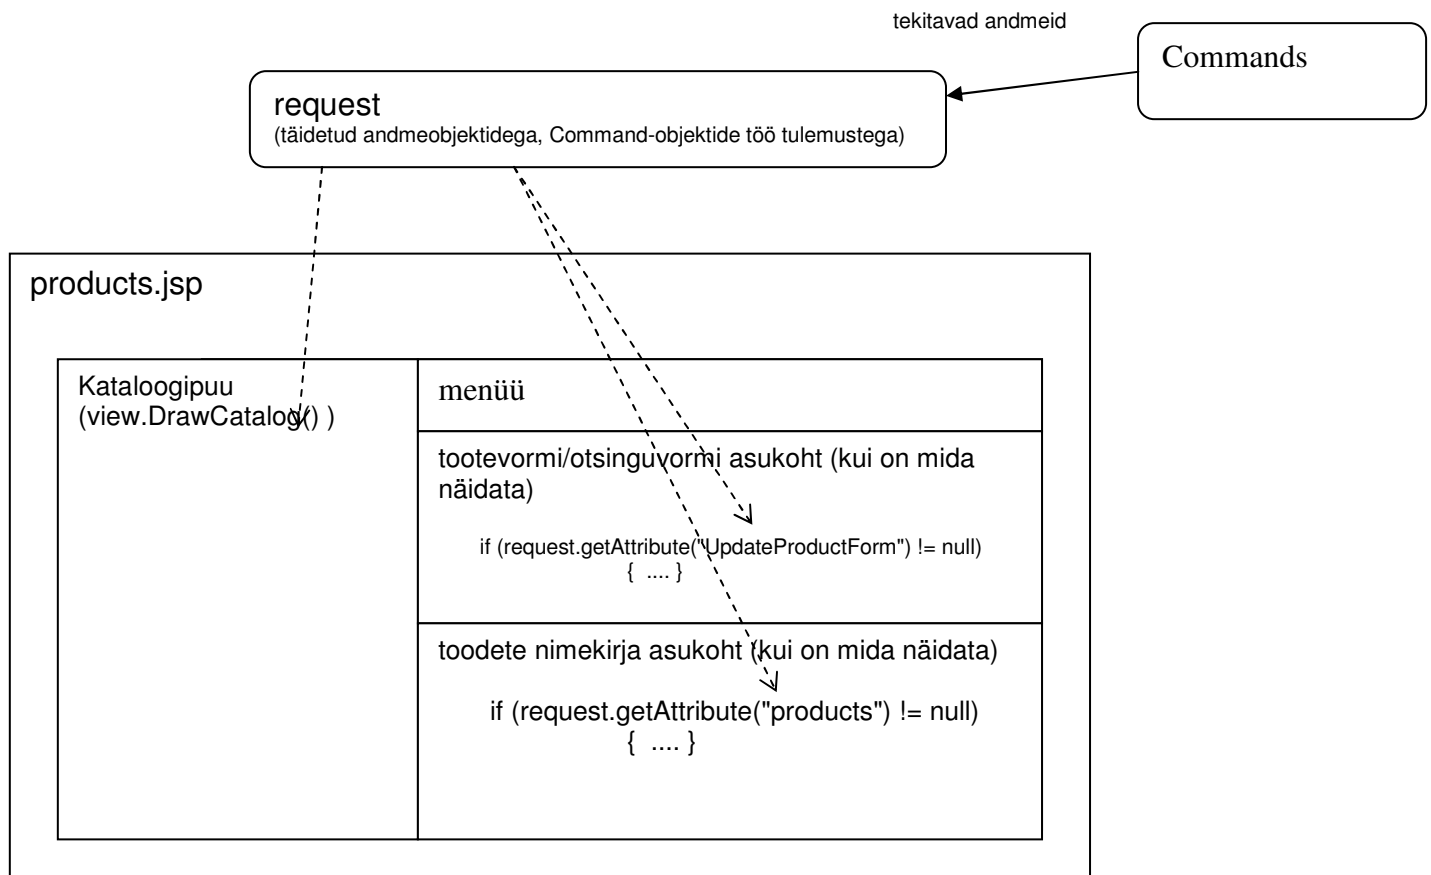 tekitavad andmeid
Commands
request
(täidetud andmeobjektidega, Command-objektide töö tulemustega)
products.jsp
Kataloogipuu
(view.DrawCatalog() )
menüü
tootevormi/otsinguvormi asukoht (kui on mida
näidata)
if (request.getAttribute("UpdateProductForm") != null)
{ .... }
toodete nimekirja asukoht (kui on mida näidata)
if (request.getAttribute("products") != null)
{ .... }